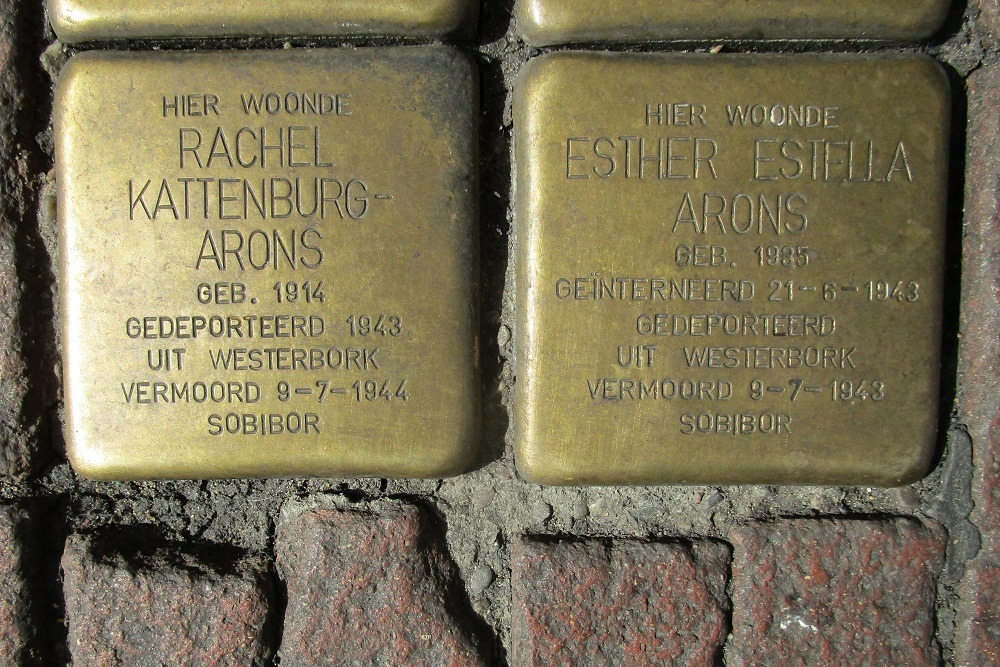 HIER WOONDE
RACHEL
KATTENBURG-
ARONS
GEB. 1914
GEDEPORTEERD 1943
UIT WESTERBORK
VERMOORD 9-7-1944
SOBIBOR
HIER WOONDE
ESTHER ESTELLA
ARONS
GEB. 1935
GEÏNTERNEERD 21-6-1943
GEDEPORTEERD
UIT WESTERBORK
VERMOORD 9-7-1943
SOBIBOR